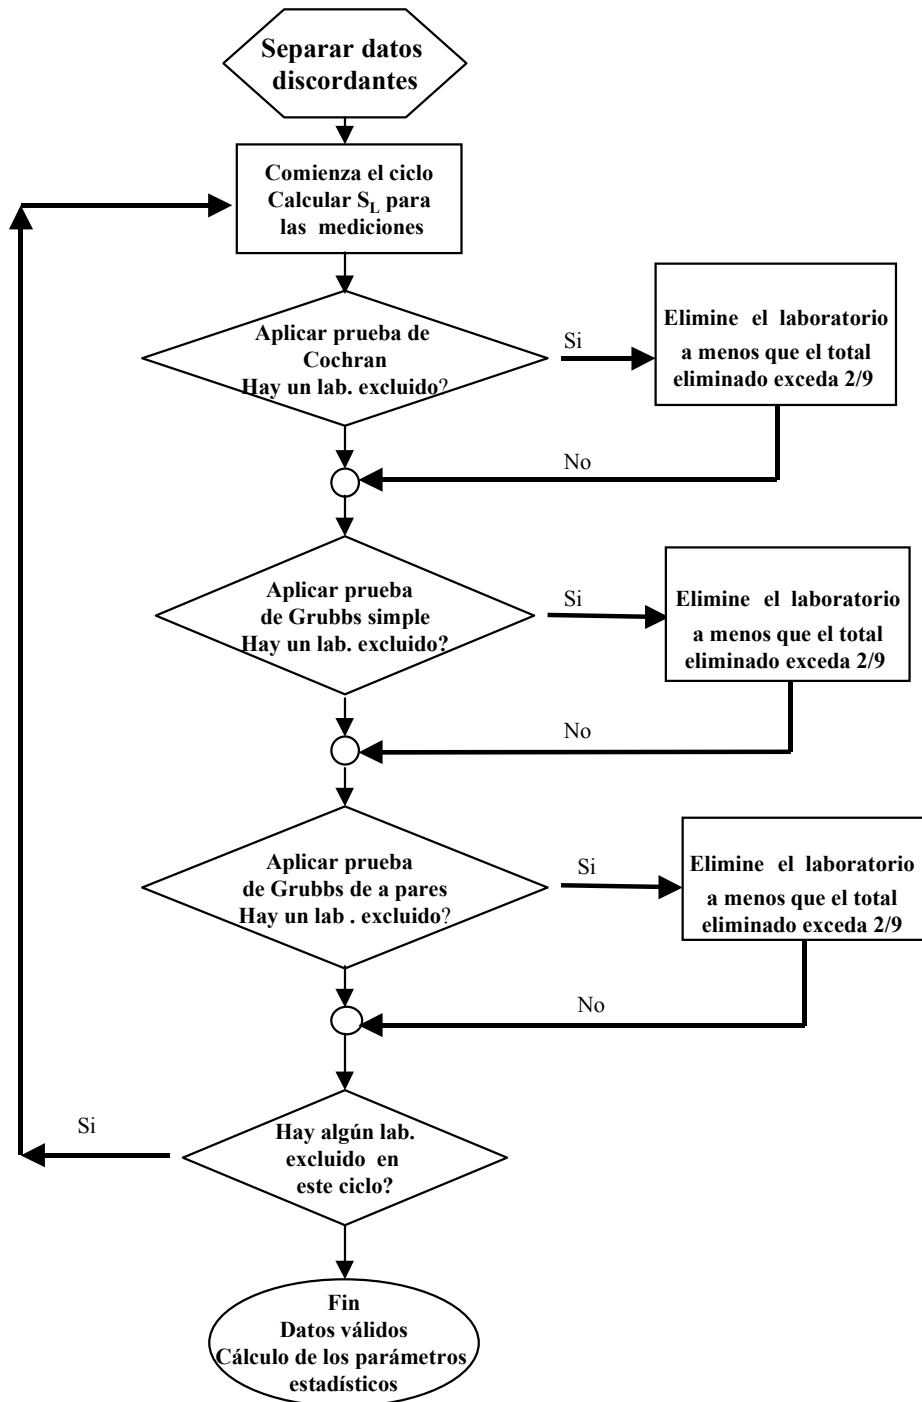 Separar datos
discordantes
Comienza el ciclo
Calcular S_L para
las mediciones
Aplicar prueba de
Cochran
Hay un lab. excluido?
Si
Elimine el laboratorio
a menos que el total
eliminado exceda 2/9
No
Aplicar prueba
de Grubbs simple
Hay un lab. excluido?
Si
Elimine el laboratorio
a menos que el total
eliminado exceda 2/9
No
Aplicar prueba
de Grubbs de a pares
Hay un lab . excluido?
Si
Elimine el laboratorio
a menos que el total
eliminado exceda 2/9
No
Si
Hay algún lab.
excluido en
este ciclo?
Fin
Datos válidos
Cálculo de los parámetros
estadísticos